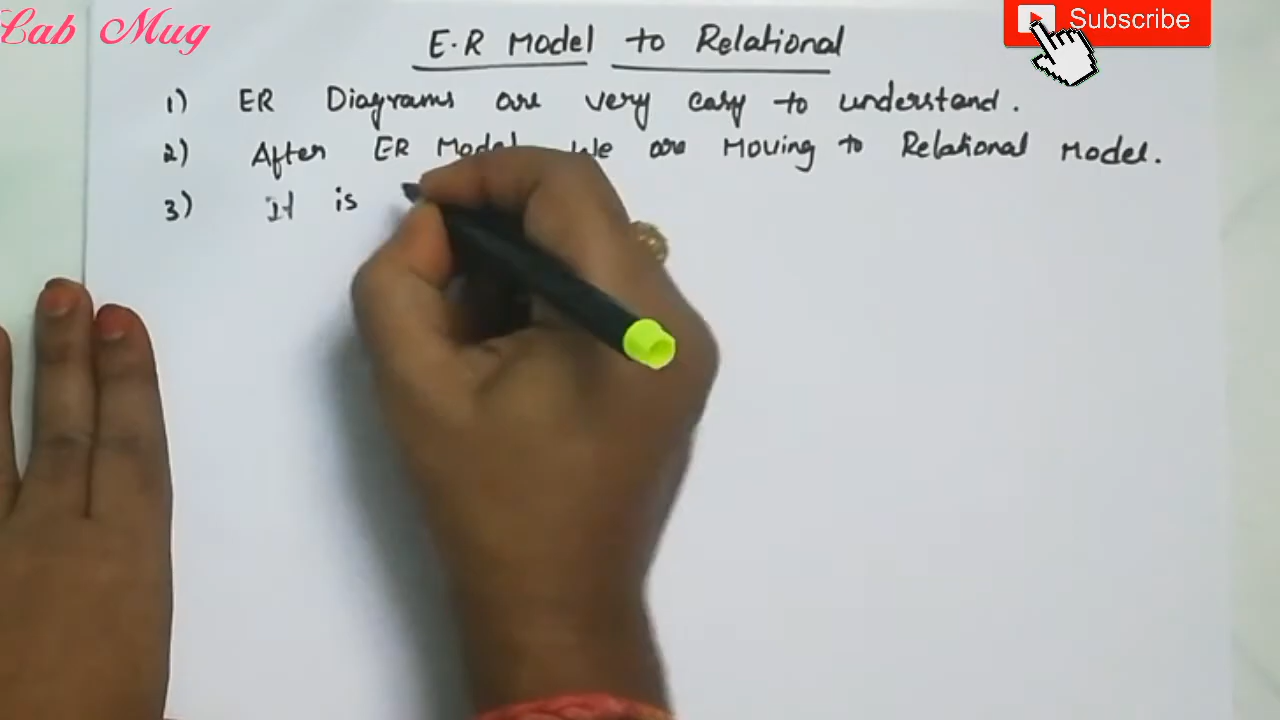 Lab Mug
Subscribe
E.R Model to Relational
1) ER Diagrams are very easy to understand.
2) After ER Model We are Moving to Relational Model.
3) It is